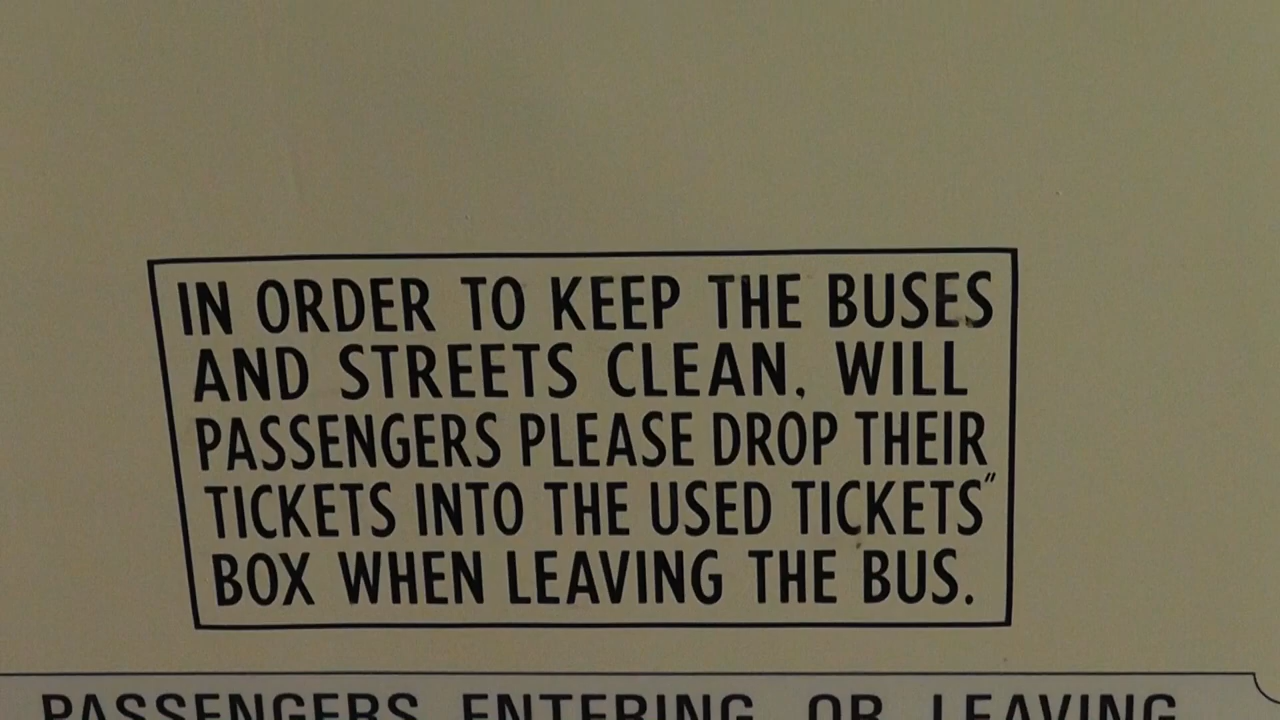 IN ORDER TO KEEP THE BUSES
AND STREETS CLEAN. WILL
PASSENGERS PLEASE DROP THEIR
TICKETS INTO THE USED TICKETS"
BOX WHEN LEAVING THE BUS.
PASSENGERS ENTERING OR LEAVING